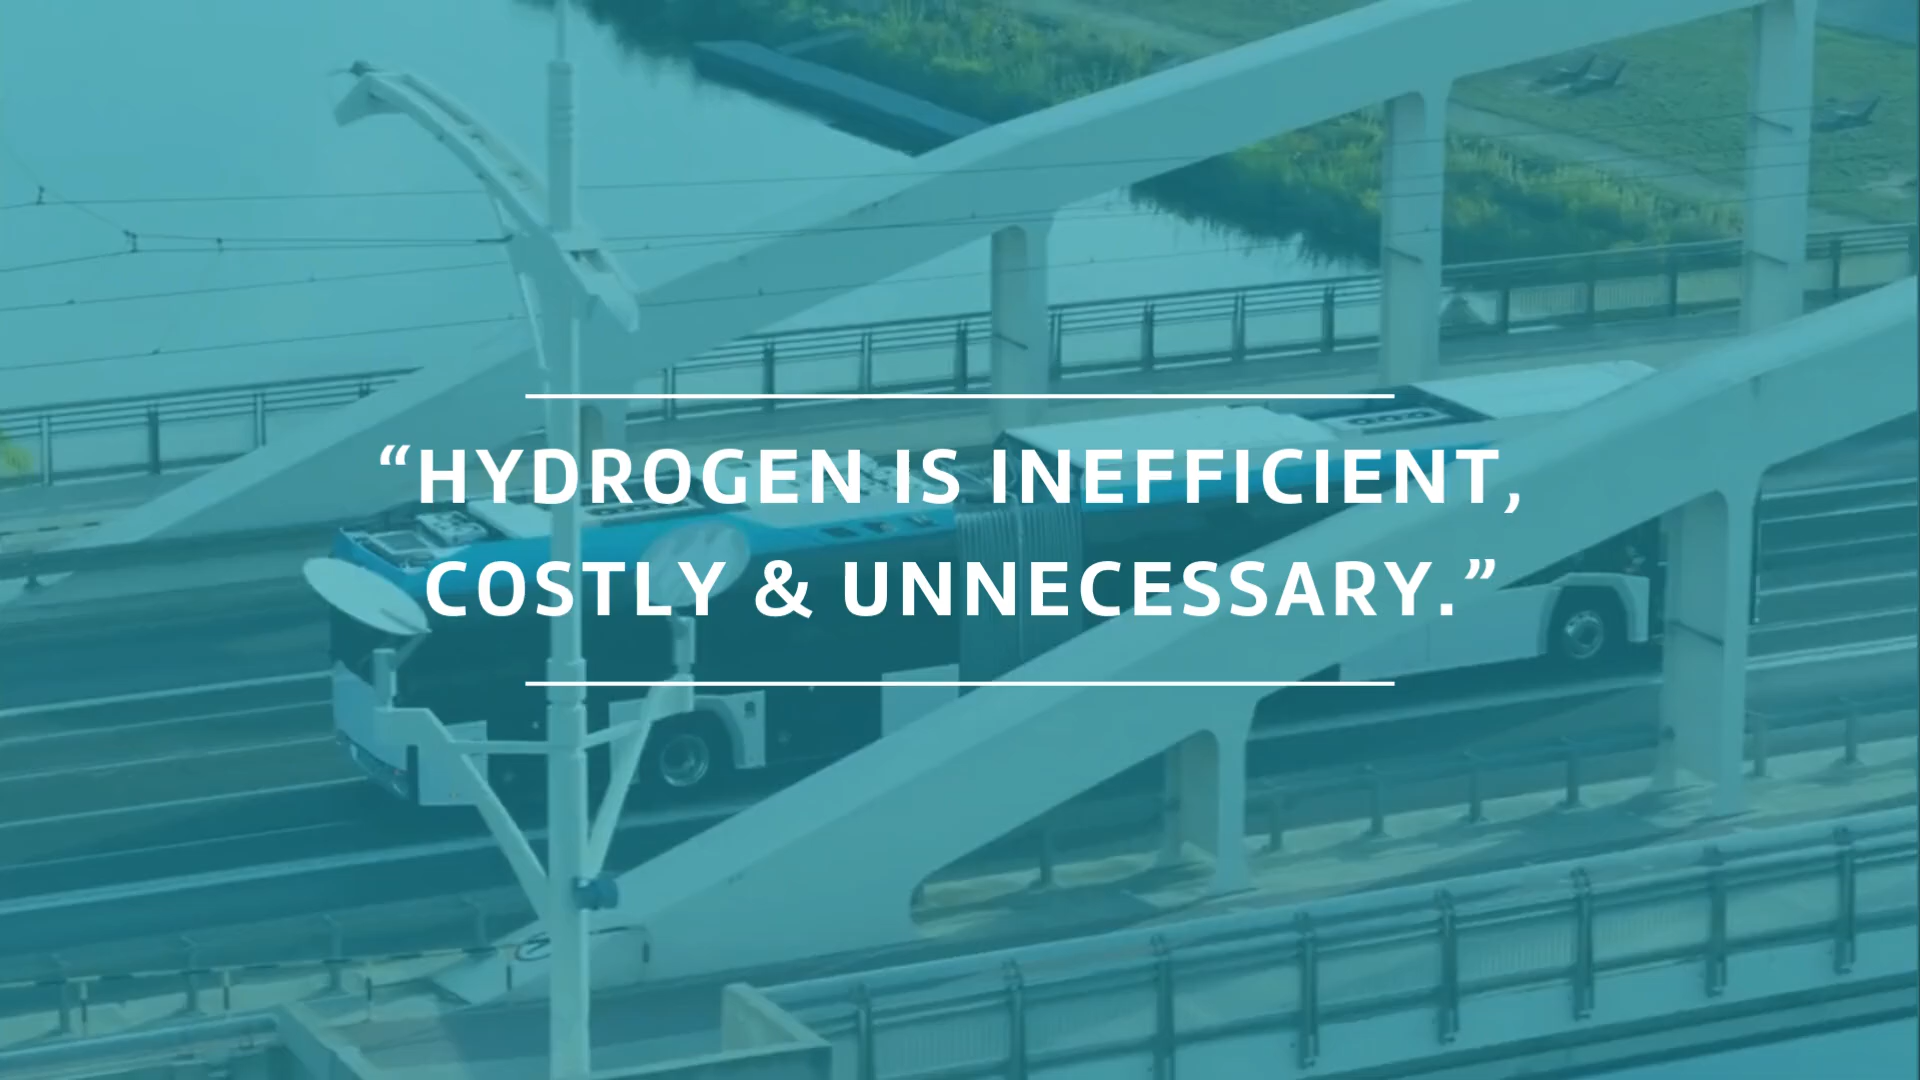 “HYDROGEN IS INEFFICIENT,
COSTLY & UNNECESSARY.”